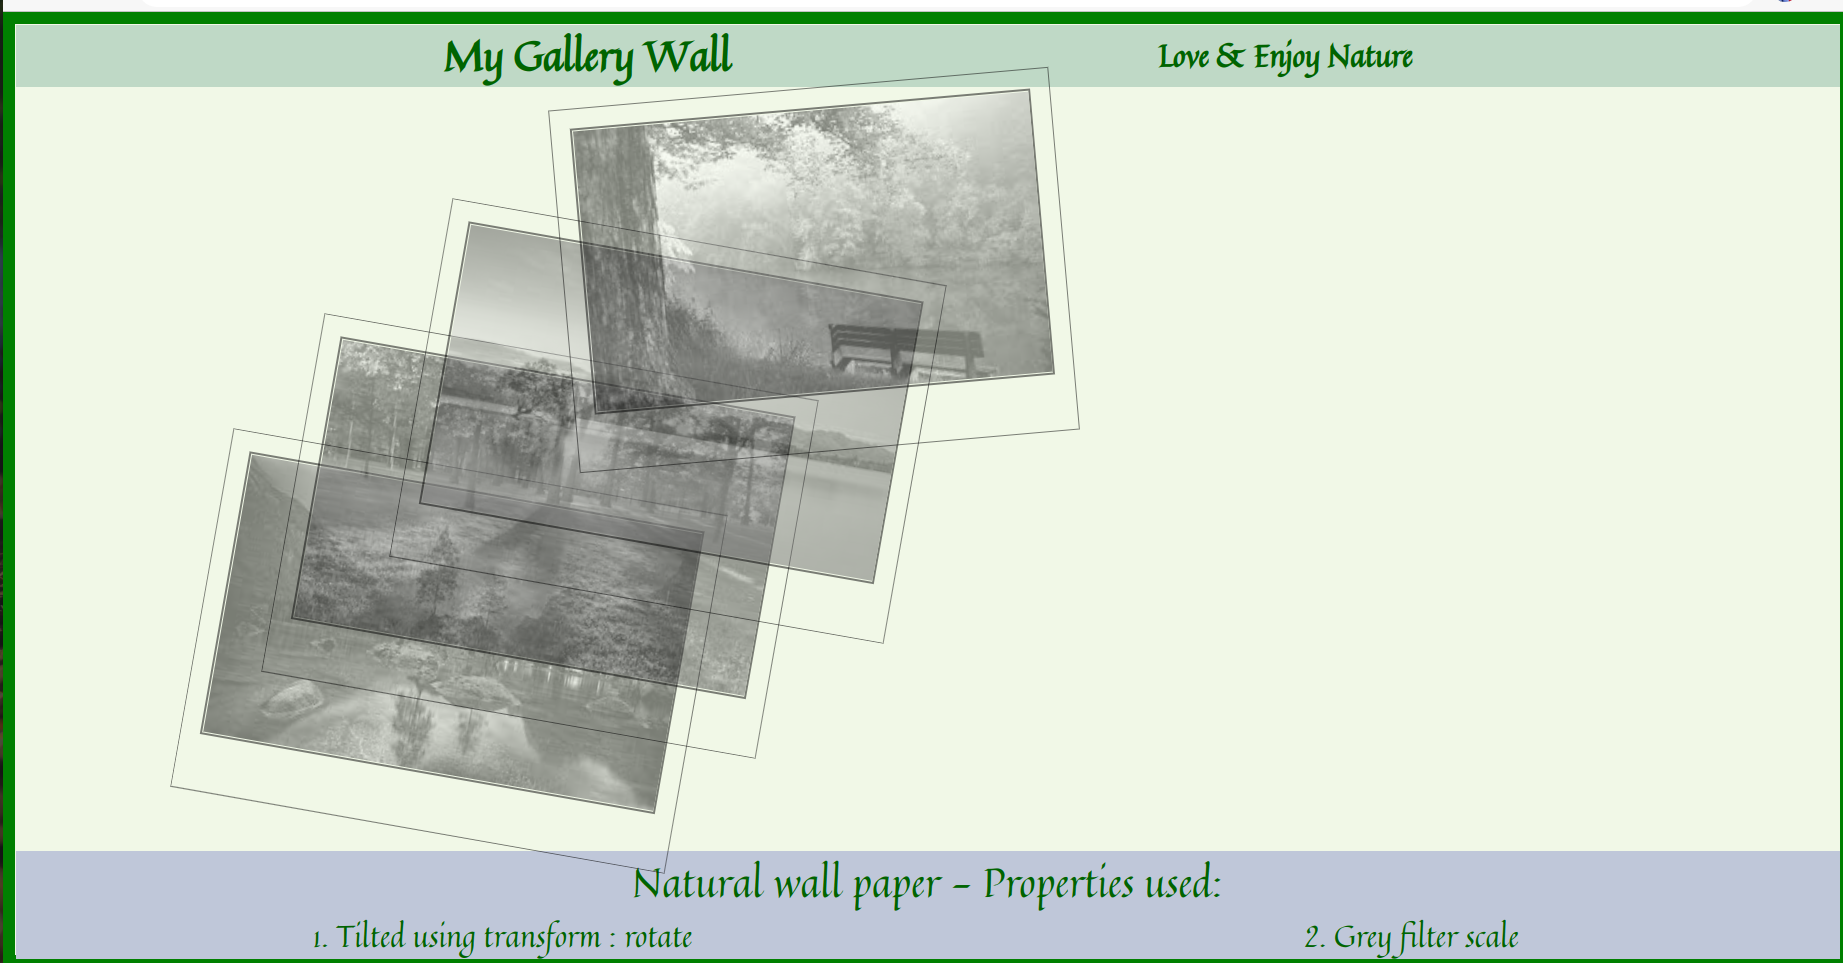 My Gallery Wall
Love & Enjoy Nature
Natural wall paper - Properties used:
1. Tilted using transform : rotate
2. Grey filter scale